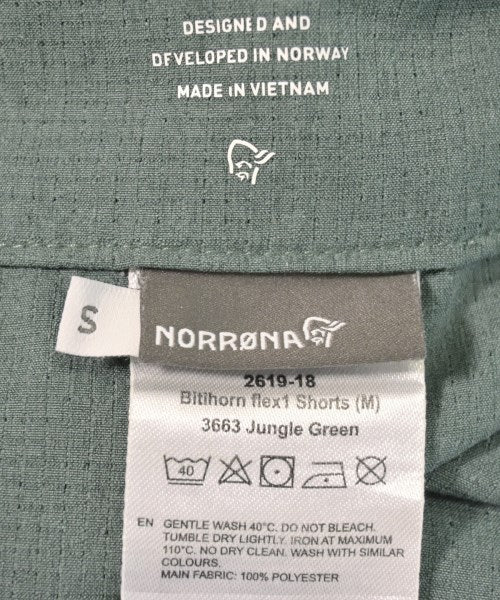 DESIGNED AND
DEVELOPED IN NORWAY
MADE IN VIETNAM
S
NORRØNA
2619-18
Bitihorn flex1 Shorts (M)
3663 Jungle Green
40
EN GENTLE WASH 40°C. DO NOT BLEACH.
TUMBLE DRY LIGHTLY. IRON AT MAXIMUM
110°C. NO DRY CLEAN. WASH WITH SIMILAR
COLOURS.
MAIN FABRIC: 100% POLYESTER